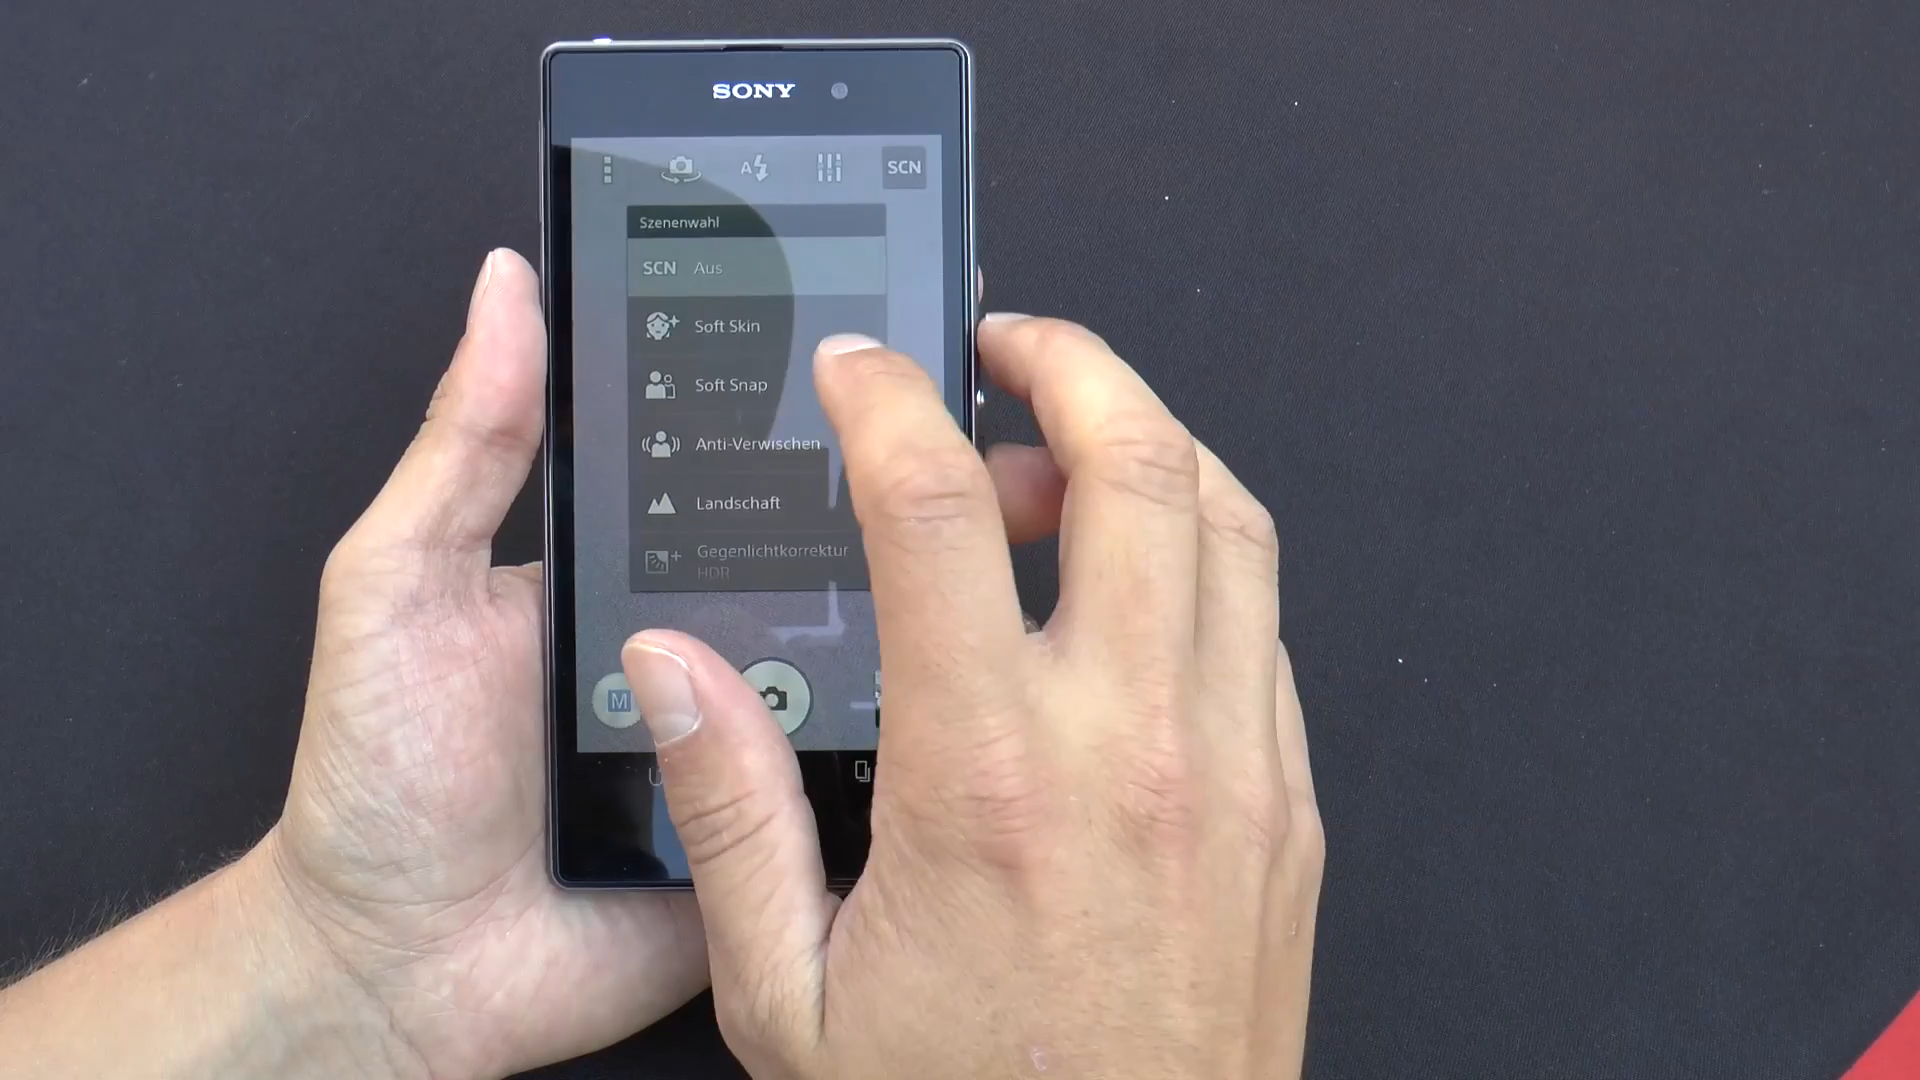 SONY
A
SCN
Szenenwahl
SCN Aus
Soft Skin
Soft Snap
Anti-Verwischen
Landschaft
Gegenlichtkorrektur
HDR
M